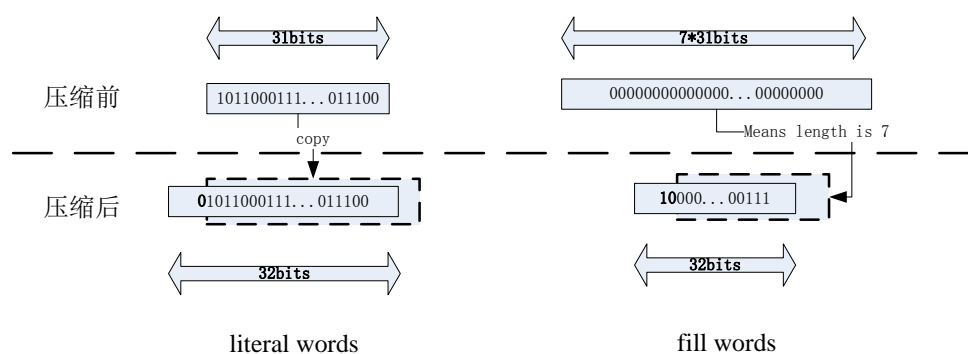 31bits
7*31bits
压缩前
1011000111...011100
00000000000000...00000000
copy
Means length is 7
压缩后
01011000111...011100
10000...00111
32bits
32bits
literal words
fill words